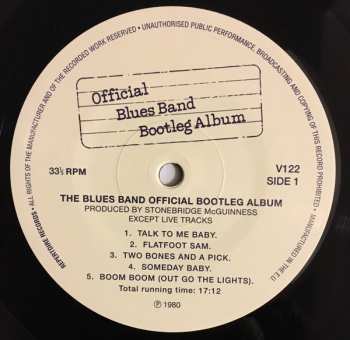 REPERTOIRE RECORDS • ALL RIGHTS OF THE MANUFACTURER AND OF THE RECORDED WORK RESERVED • UNAUTHORISED PUBLIC PERFORMANCE, BROADCASTING AND COPYING OF THIS RECORD PROHIBITED • MANUFACTURED IN THE E.U.
Official
Blues Band
Bootleg Album
33⅓ RPM
V122
SIDE 1
THE BLUES BAND OFFICIAL BOOTLEG ALBUM
PRODUCED BY STONEBRIDGE McGUINNESS
EXCEPT LIVE TRACKS
1. TALK TO ME BABY.
2. FLATFOOT SAM.
3. TWO BONES AND A PICK.
4. SOMEDAY BABY.
5. BOOM BOOM (OUT GO THE LIGHTS).
Total running time: 17:12
℗ 1980